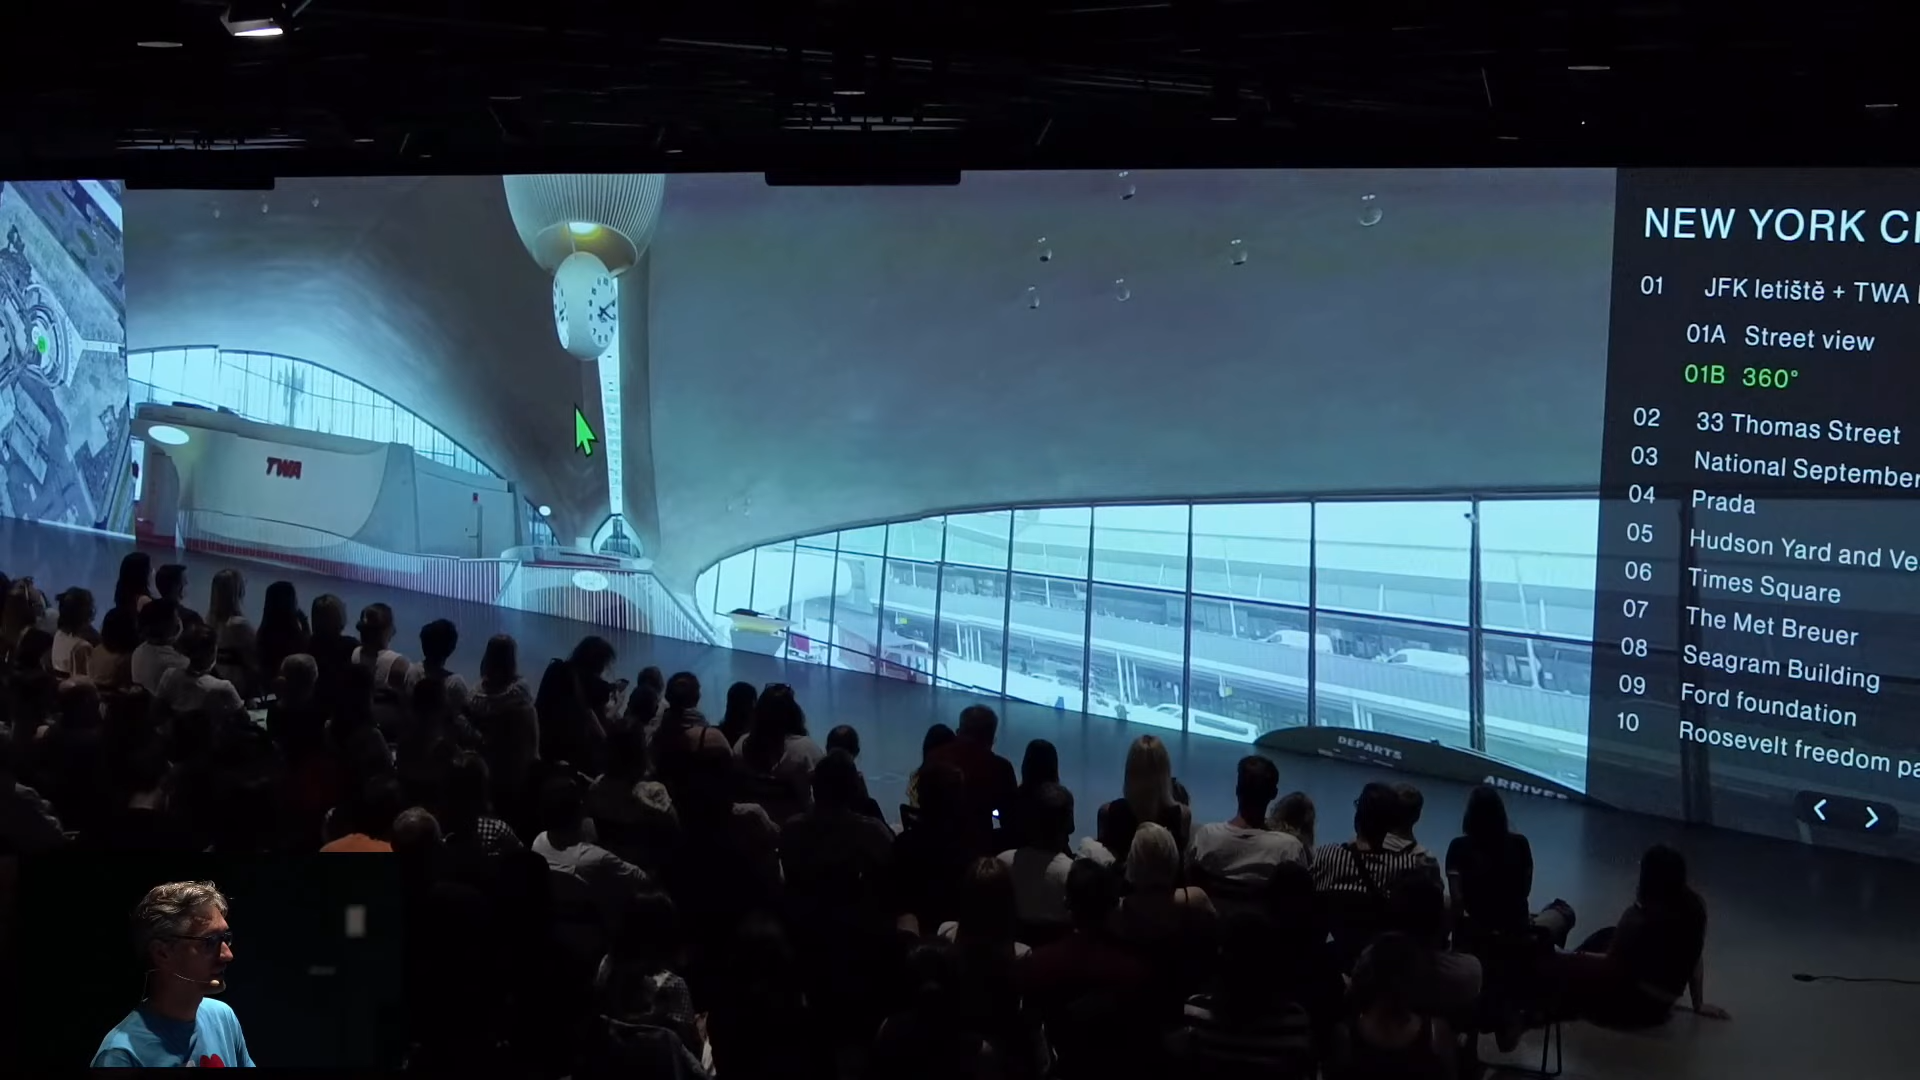 TWA
NEW YORK
01 JFK letiště + TWA
01A Street view
01B 360°
02 33 Thomas Street
03 National September
04 Prada
05 Hudson Yard and
06 Times Square
07 The Met Breuer
08 Seagram Building
09 Ford foundation
10 Roosevelt freedom
DEPARTS